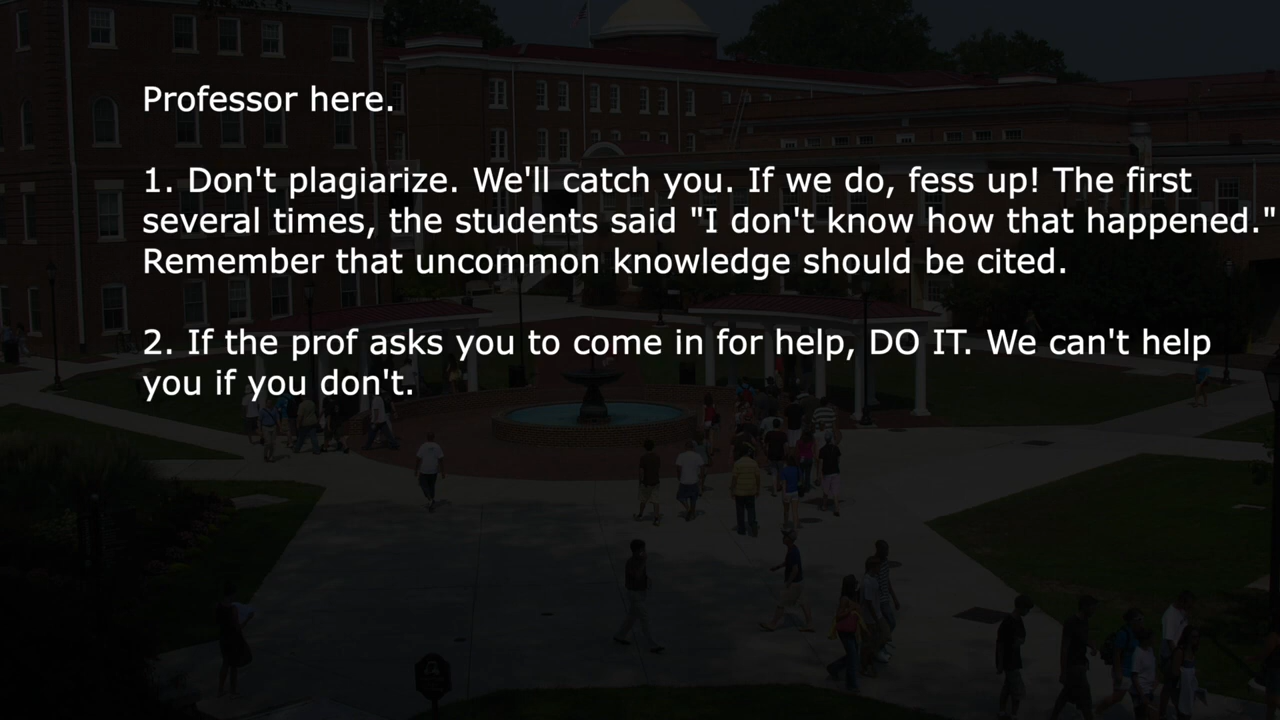 Professor here.
1. Don't plagiarize. We'll catch you. If we do, fess up! The first
several times, the students said "I don't know how that happened."
Remember that uncommon knowledge should be cited.
2. If the prof asks you to come in for help, DO IT. We can't help
you if you don't.